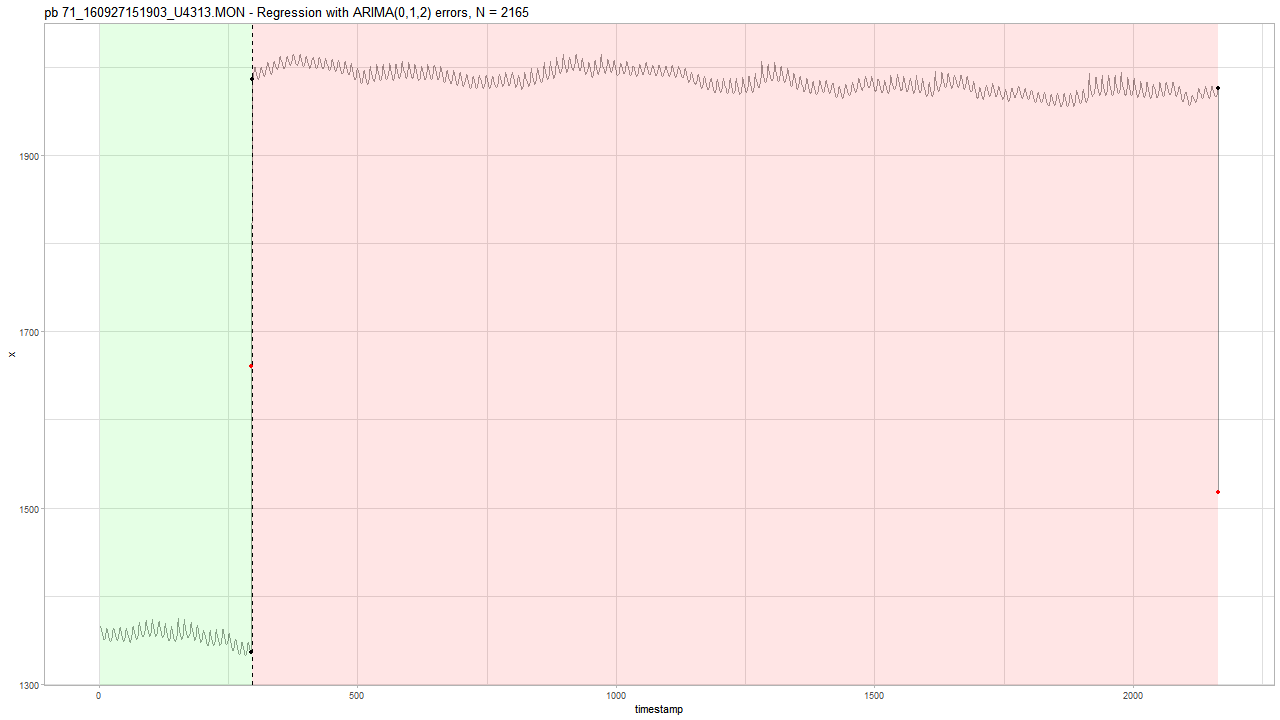 pb 71_160927151903_U4313.MON - Regression with ARIMA(0,1,2) errors, N = 2165
1900
1700
x
1500
1300
0 500 1000 1500 2000
timestamp